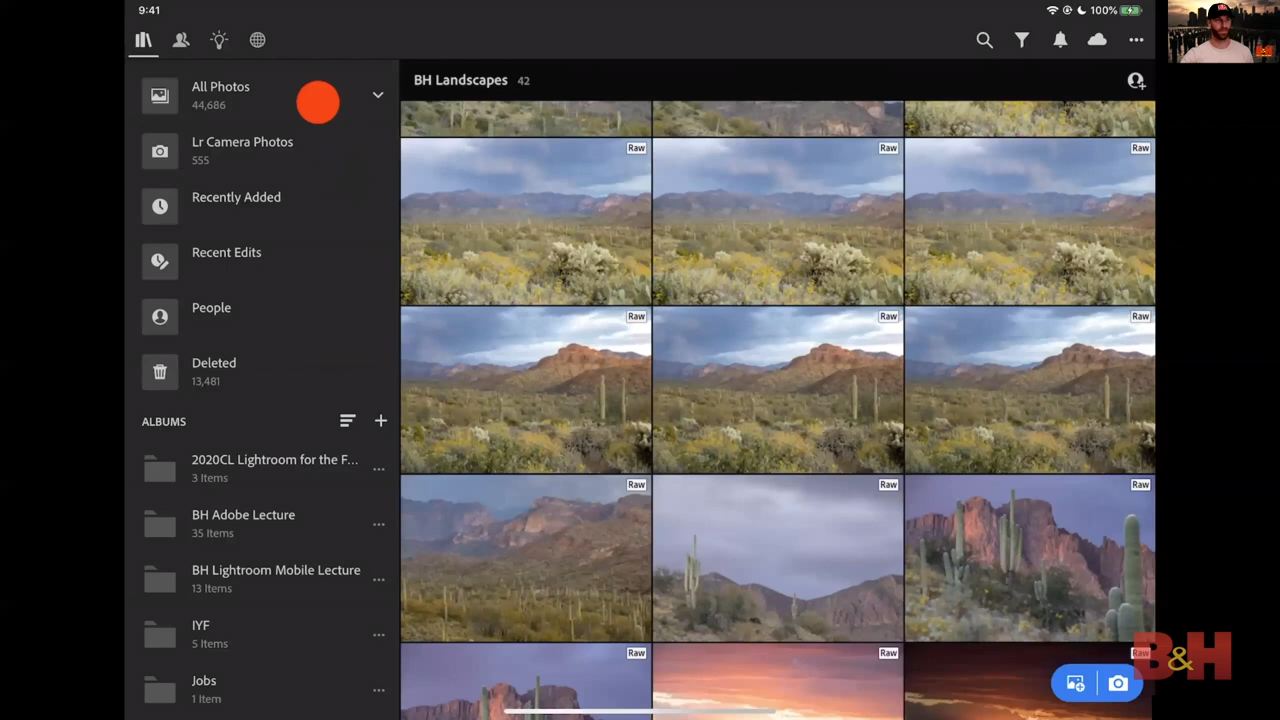 9:41
100%
All Photos
44,686
Lr Camera Photos
555
Recently Added
Recent Edits
People
Deleted
13,481
ALBUMS
2020CL Lightroom for the F...
3 Items
BH Adobe Lecture
35 Items
BH Lightroom Mobile Lecture
13 Items
IYF
5 Items
Jobs
1 Item
BH Landscapes 42
Raw Raw Raw
Raw Raw Raw
Raw Raw Raw
Raw Raw Raw
B&H